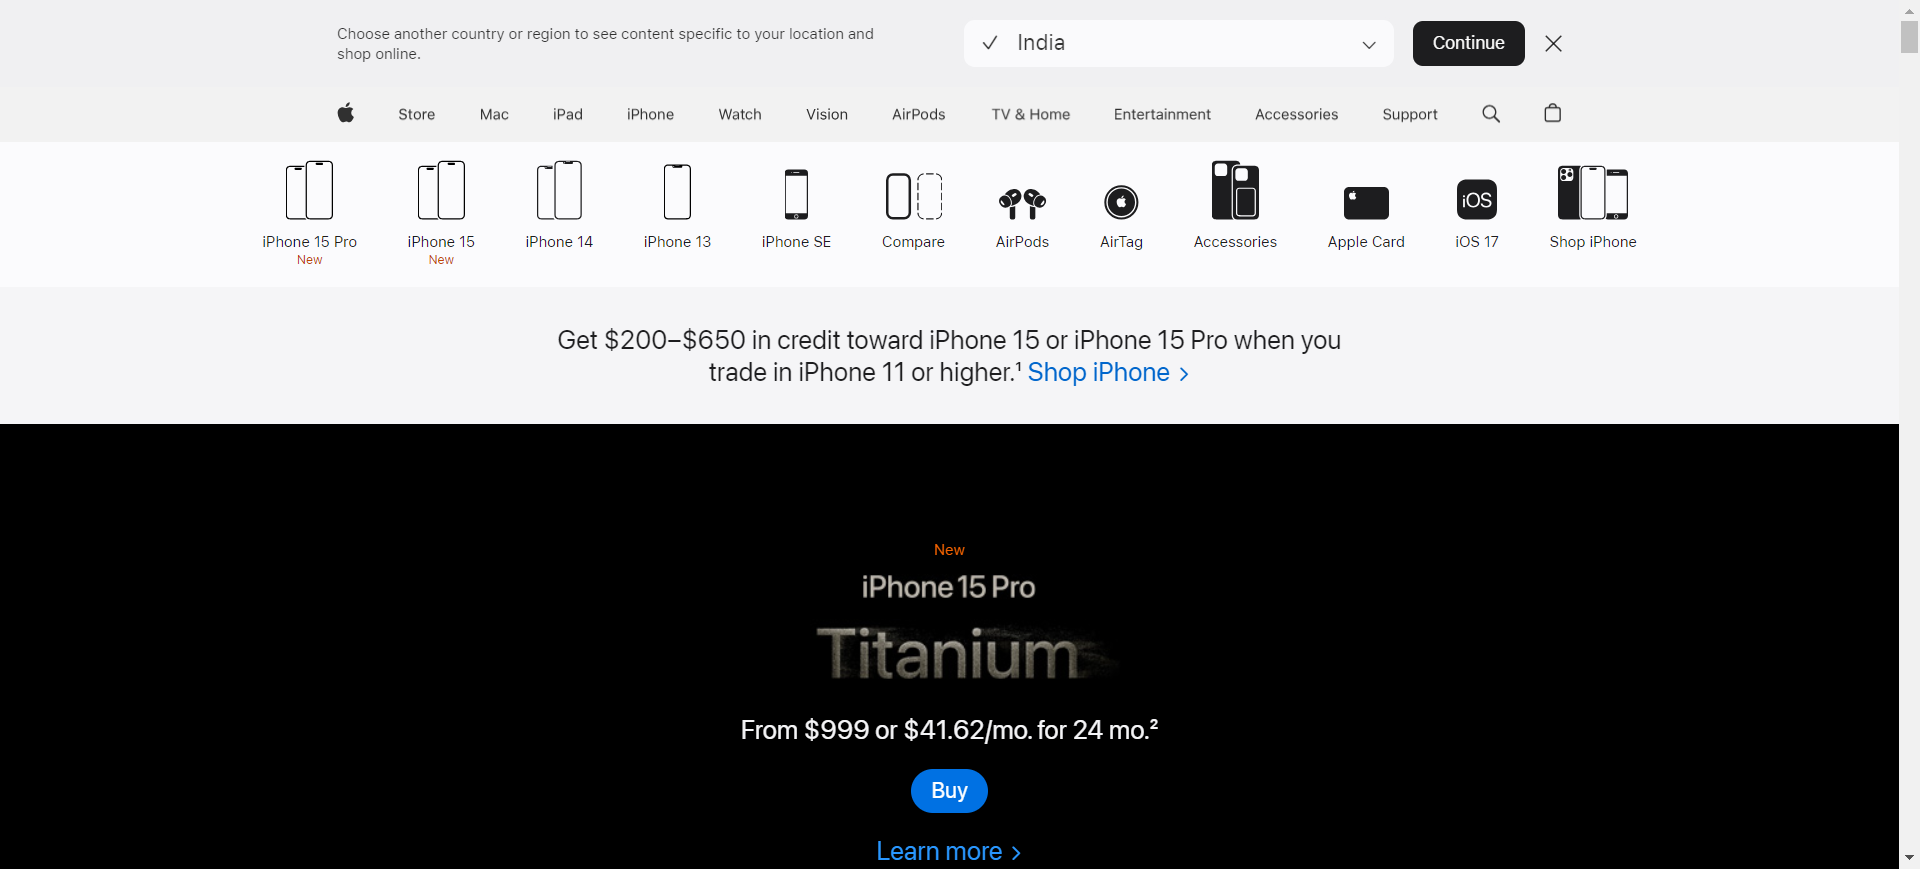 Choose another country or region to see content specific to your location and
shop online.
India
Continue
Store
Mac
iPad
iPhone
Watch
Vision
AirPods
TV & Home
Entertainment
Accessories
Support
iOS
iPhone 15 Pro
New
iPhone 15
New
iPhone 14
iPhone 13
iPhone SE
Compare
AirPods
AirTag
Accessories
Apple Card
iOS 17
Shop iPhone
Get $200–$650 in credit toward iPhone 15 or iPhone 15 Pro when you
trade in iPhone 11 or higher.¹ Shop iPhone >
New
iPhone 15 Pro
Titanium
From $999 or $41.62/mo. for 24 mo.²
Buy
Learn more >